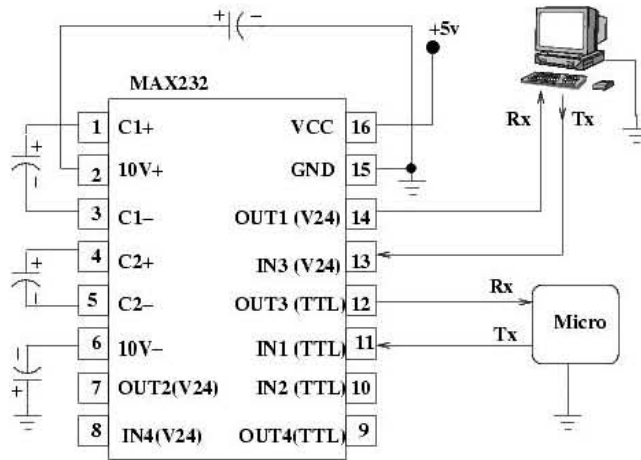 + −
+5v
MAX232
1 C1+ VCC 16
Rx Tx
+
−
2 10V+ GND 15
3 C1− OUT1 (V24) 14
4 C2+ IN3 (V24) 13
+
−
5 C2− OUT3 (TTL) 12
Rx
Micro
6 10V− IN1 (TTL) 11
Tx
−
+
7 OUT2(V24) IN2 (TTL) 10
8 IN4(V24) OUT4(TTL) 9